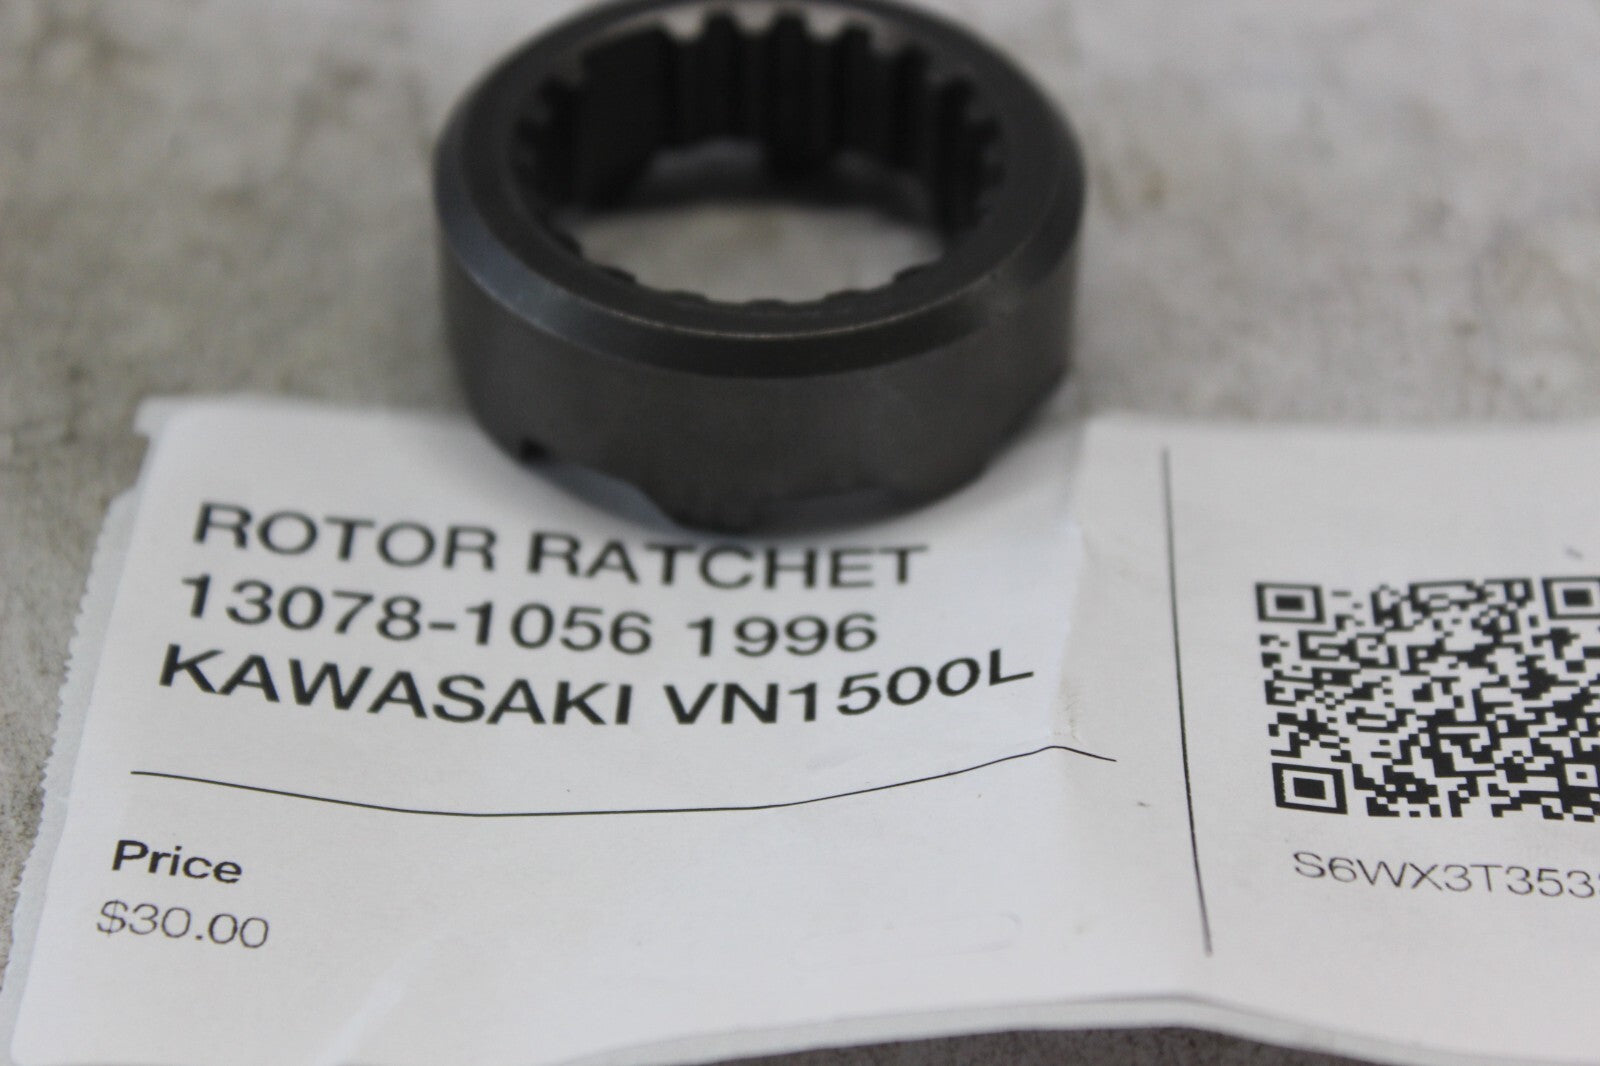 ROTOR RATCHET
13078-1056 1996
KAWASAKI VN1500L
Price
$30.00